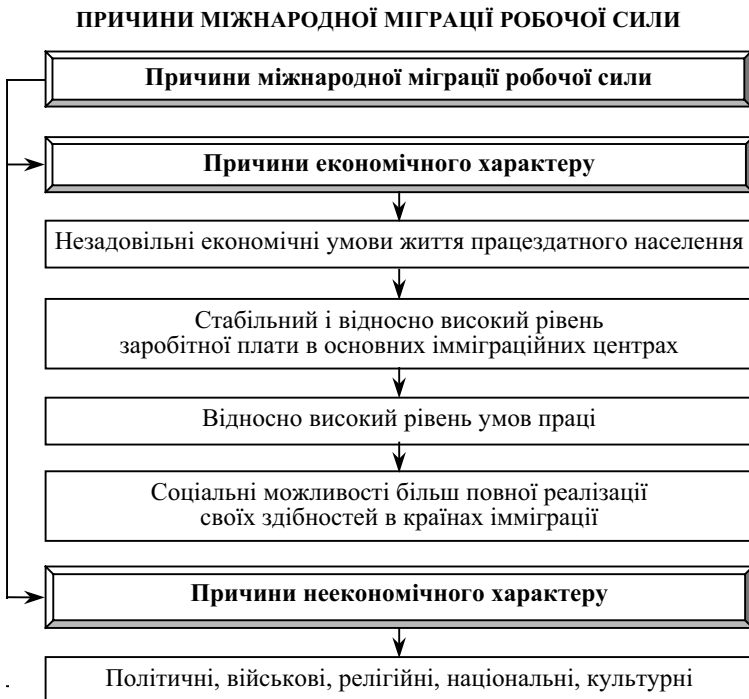 ПРИЧИНИ МІЖНАРОДНОЇ МІГРАЦІЇ РОБОЧОЇ СИЛИ
Причини міжнародної міграції робочої сили
Причини економічного характеру
Незадовільні економічні умови життя працездатного населення
Стабільний і відносно високий рівень
заробітної плати в основних імміграційних центрах
Відносно високий рівень умов праці
Соціальні можливості більш повної реалізації
своїх здібностей в країнах імміграції
Причини неекономічного характеру
Політичні, військові, релігійні, національні, культурні